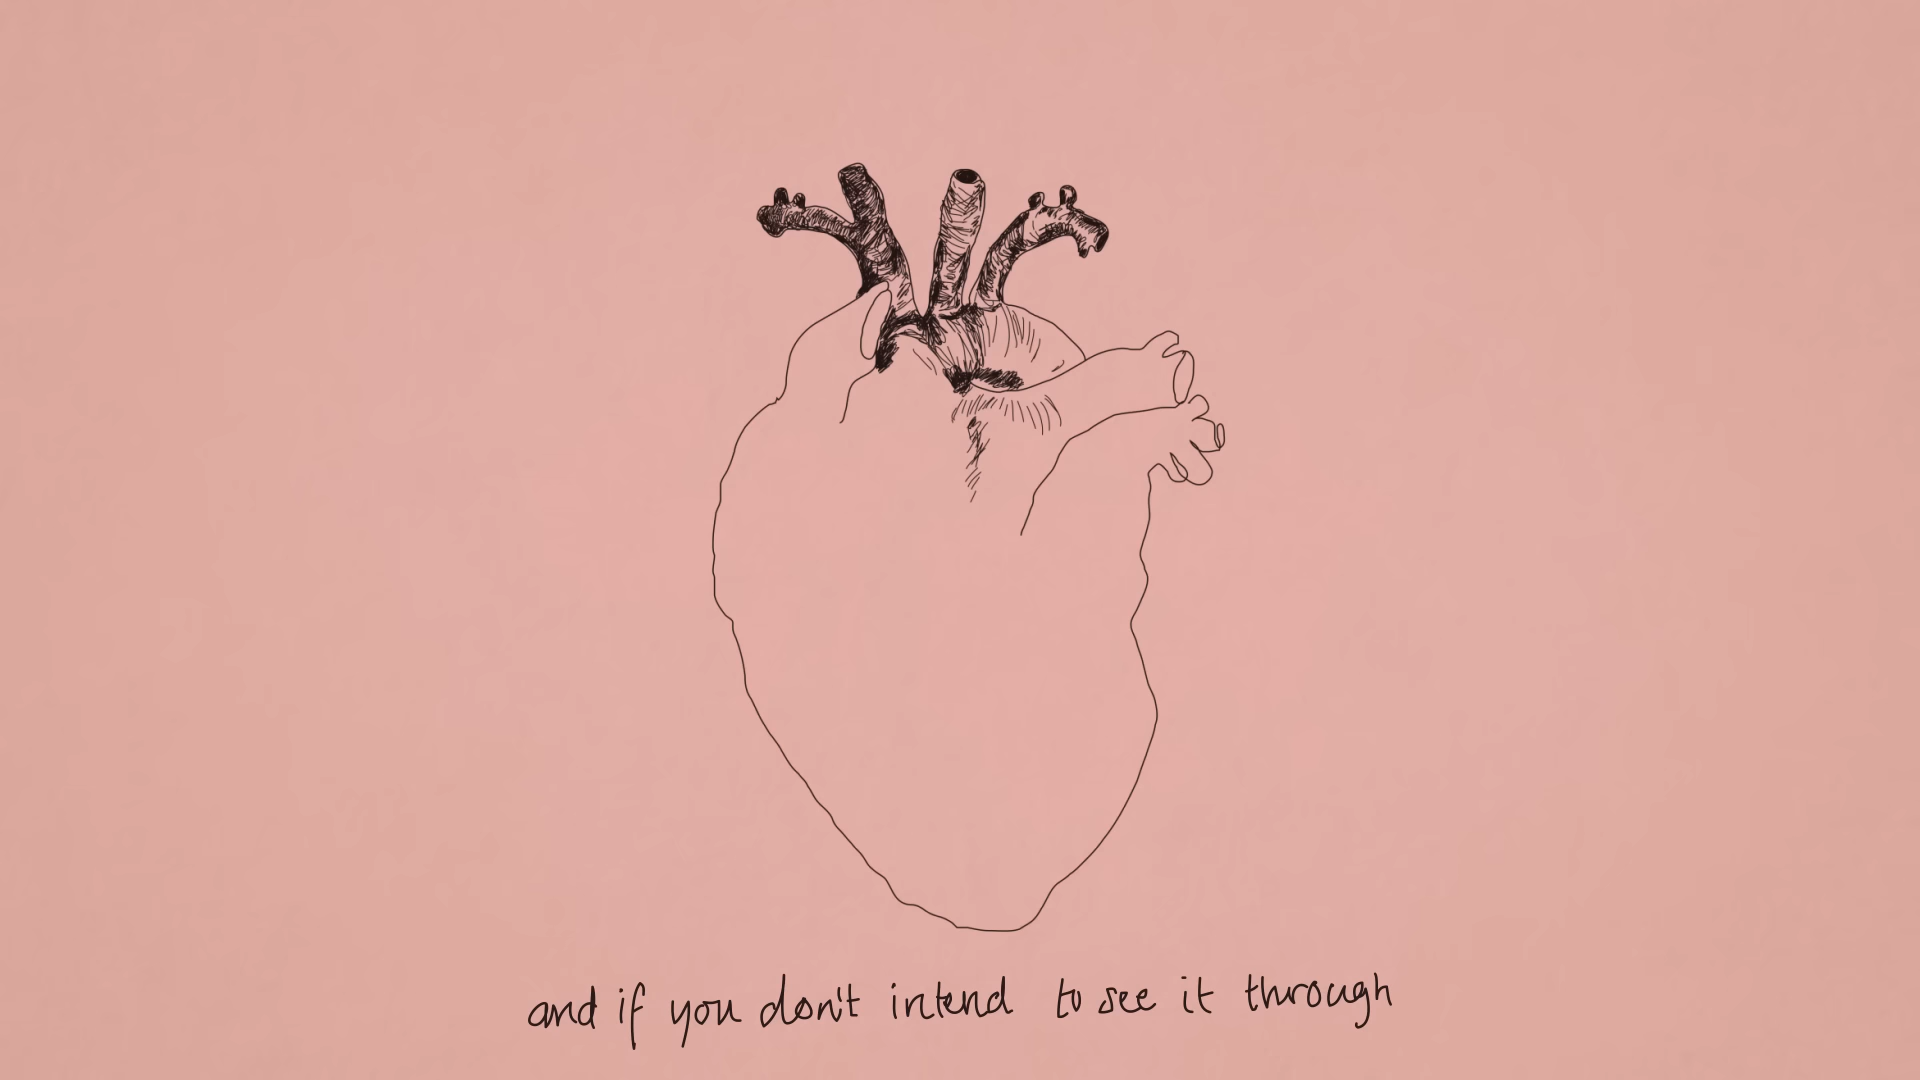 and if you don't intend to see it through